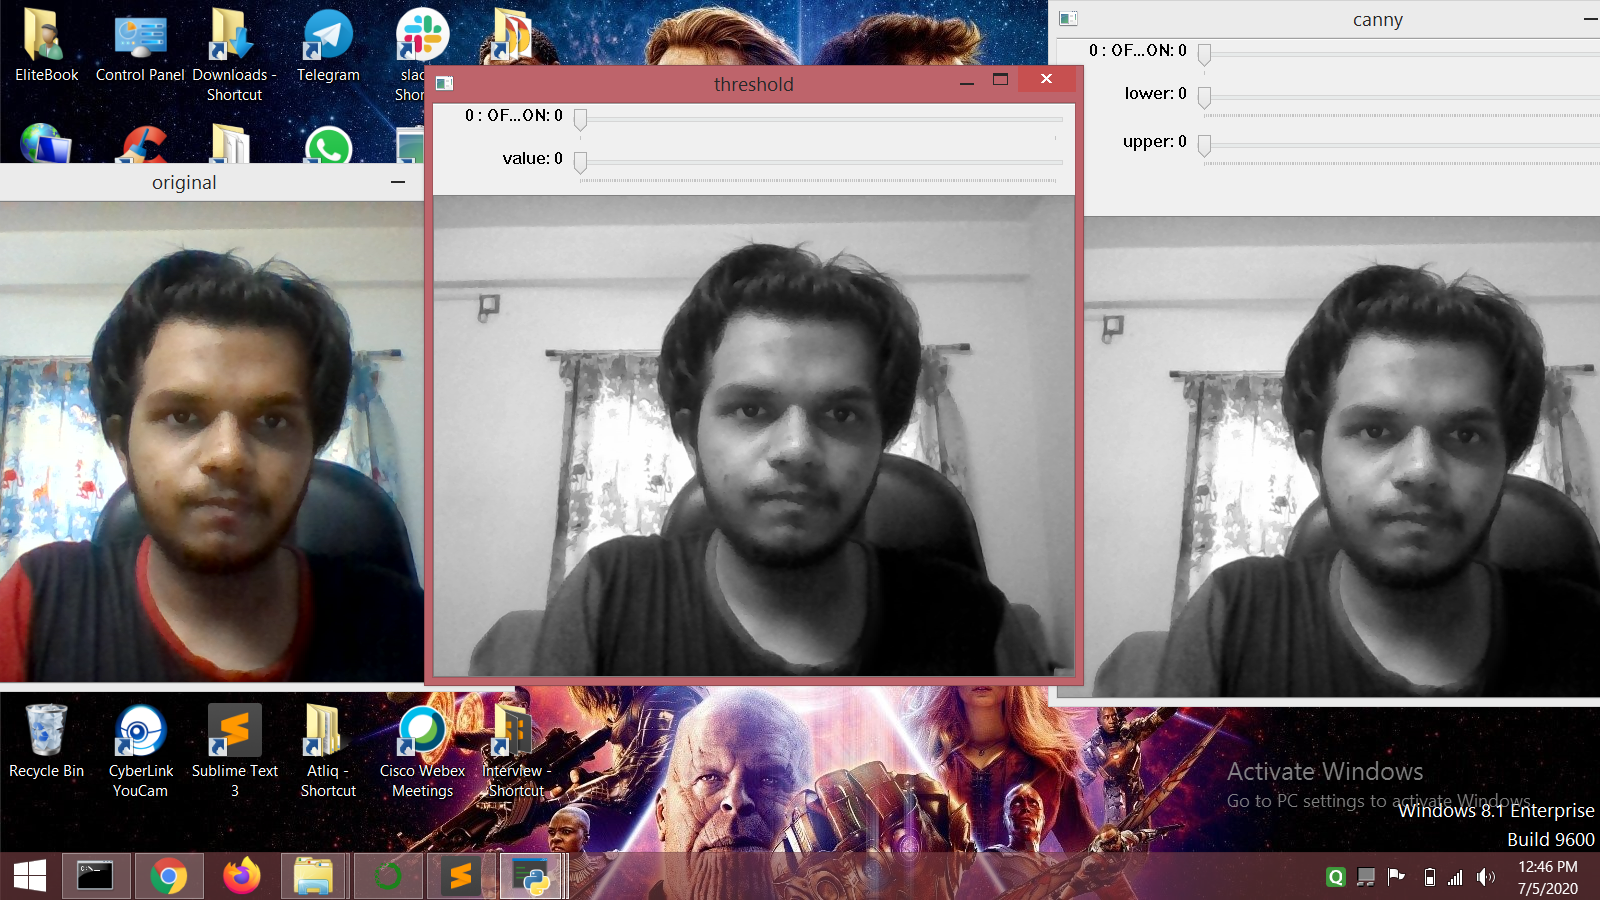 EliteBook
Control Panel
Downloads -
Shortcut
Telegram
slac
Shor
canny
0 : OF...ON: 0
lower: 0
upper: 0
threshold
0 : OF...ON: 0
value: 0
original
Recycle Bin
CyberLink
YouCam
Sublime Text
3
Atliq -
Shortcut
Cisco Webex
Meetings
Interview -
Shortcut
Activate Windows
Go to PC settings to activate Windows.
Windows 8.1 Enterprise
Build 9600
C:\_
12:46 PM
7/5/2020